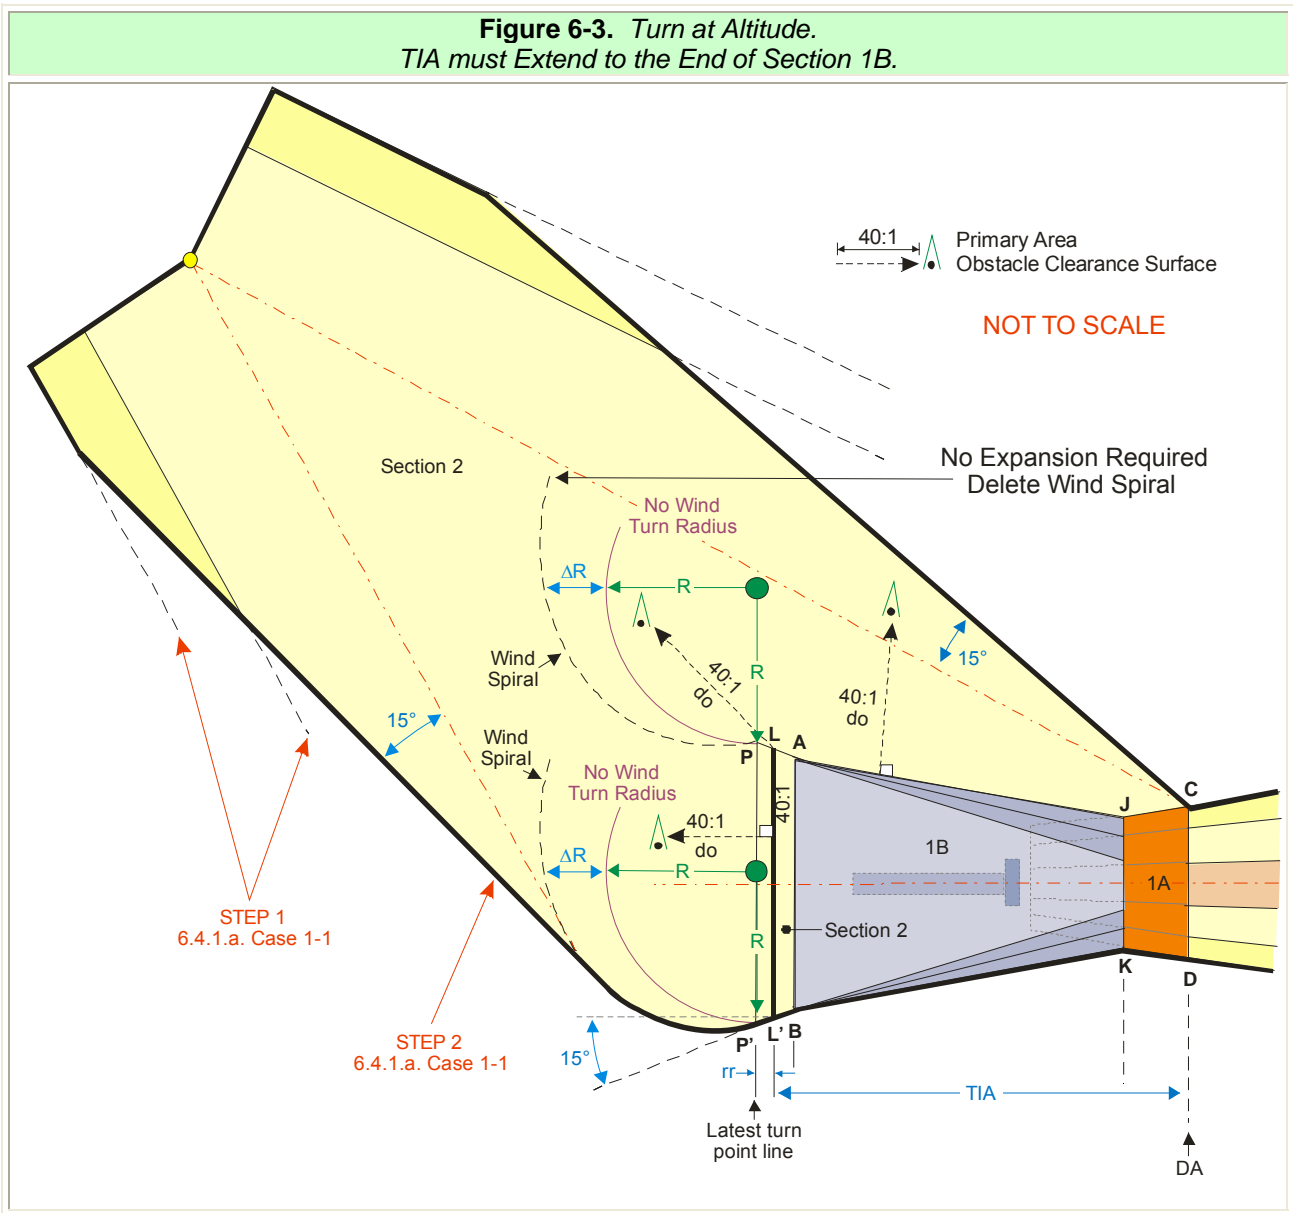 Figure 6-3. Turn at Altitude.
TIA must Extend to the End of Section 1B.
40:1
Primary Area
Obstacle Clearance Surface
NOT TO SCALE
Section 2
No Expansion Required
Delete Wind Spiral
No Wind
Turn Radius
ΔR
R
15°
Wind
Spiral
R
40:1
do
40:1
do
15°
Wind
Spiral
L
A
P
No Wind
Turn Radius
40:1
40:1
do
J
C
1B
1A
ΔR
R
STEP 1
6.4.1.a. Case 1-1
R
Section 2
K
D
STEP 2
6.4.1.a. Case 1-1
15°
P'
L'
B
rr
TIA
Latest turn
point line
DA